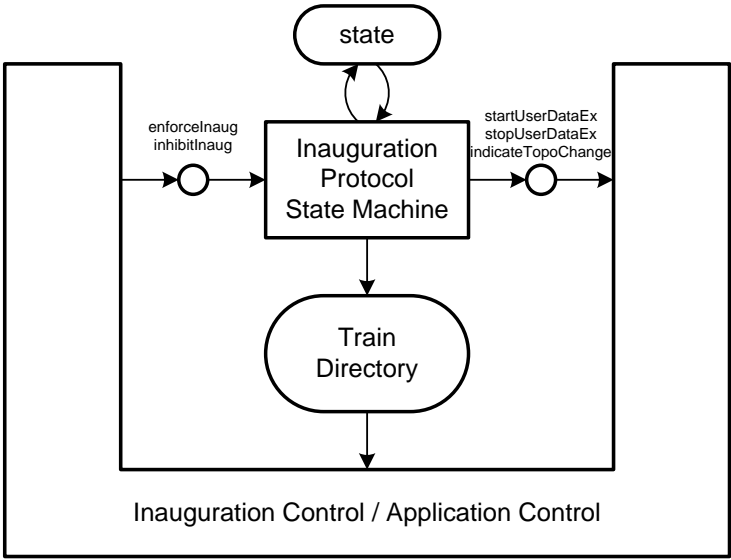 state
enforceInaug
inhibitInaug
startUserDataEx
stopUserDataEx
indicateTopoChange
Inauguration
Protocol
State Machine
Train
Directory
Inauguration Control / Application Control